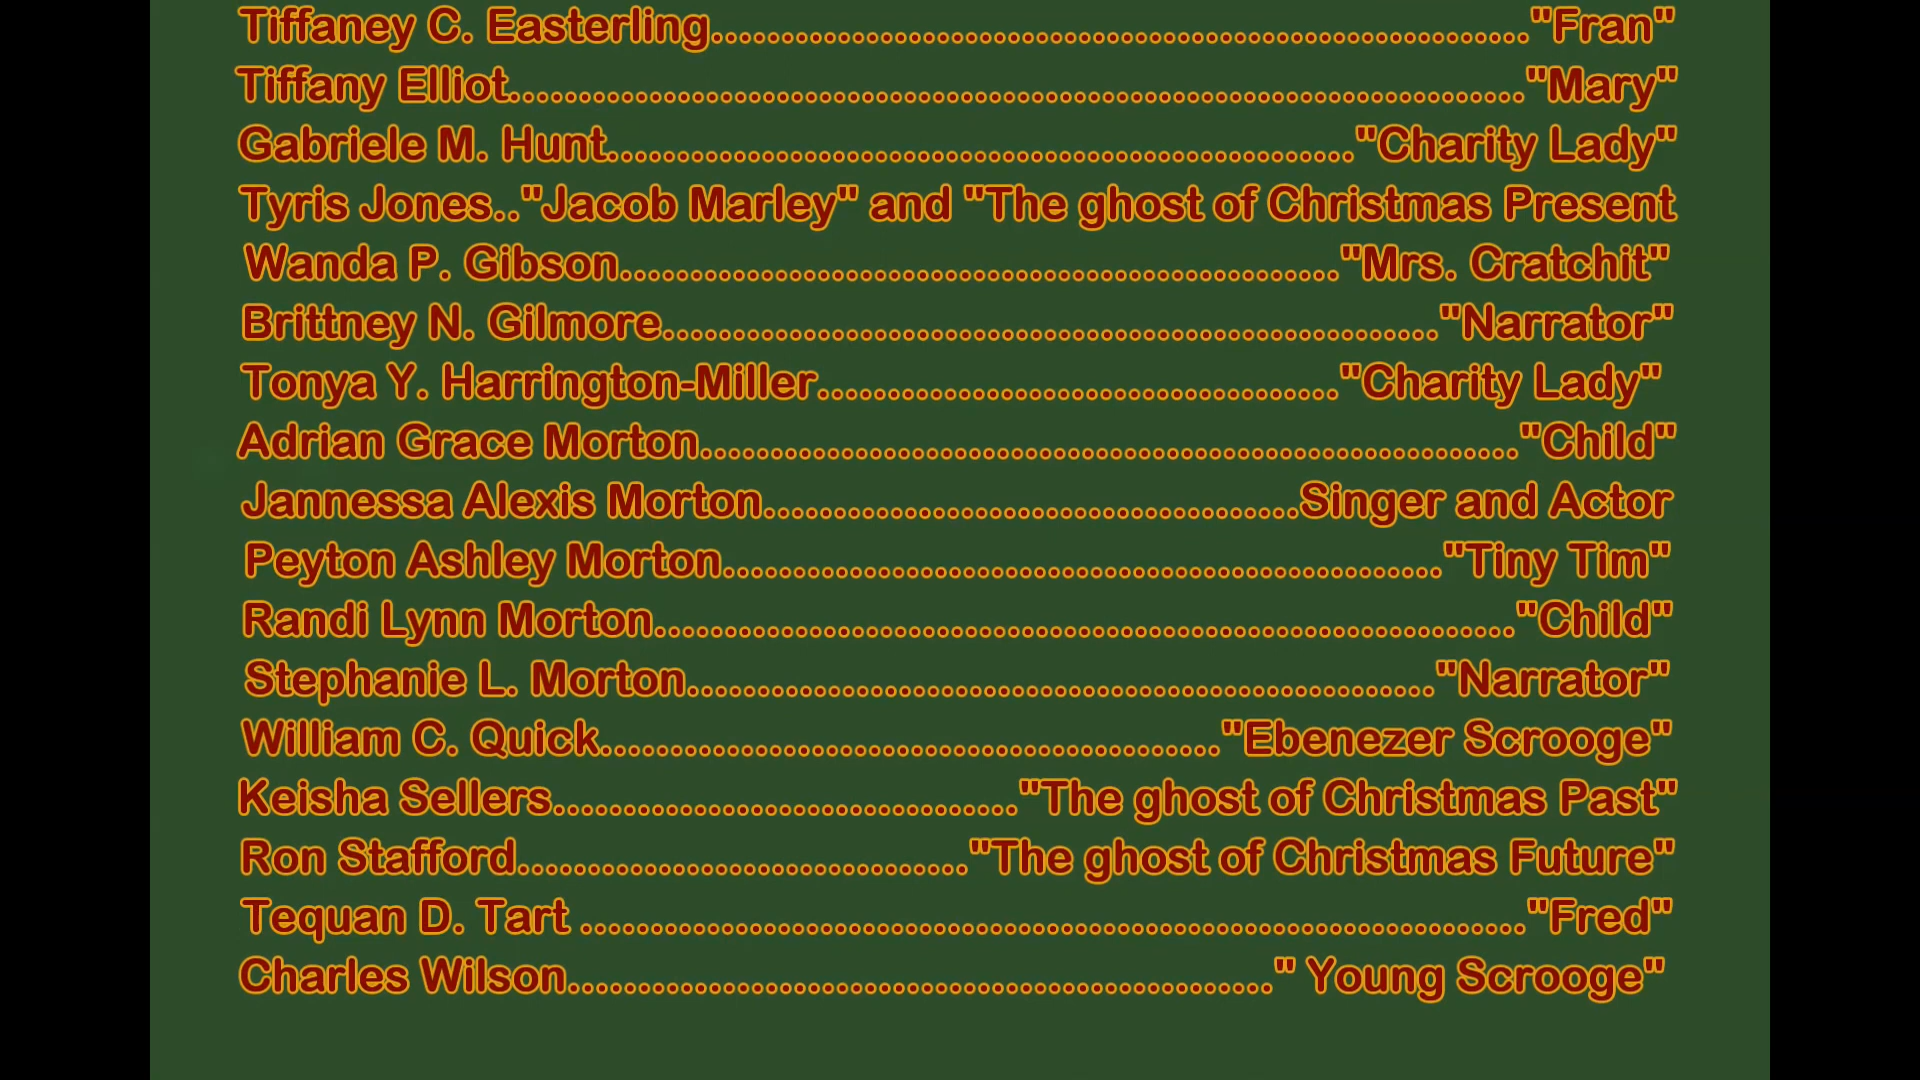 Tiffaney C. Easterling..........................................................."Fran"
Tiffany Elliot........................................................................."Mary"
Gabriele M. Hunt......................................................"Charity Lady"
Tyris Jones.."Jacob Marley" and "The ghost of Christmas Present
Wanda P. Gibson...................................................."Mrs. Cratchit"
Brittney N. Gilmore........................................................"Narrator"
Tonya Y. Harrington-Miller....................................."Charity Lady"
Adrian Grace Morton..........................................................."Child"
Jannessa Alexis Morton.......................................Singer and Actor
Peyton Ashley Morton...................................................."Tiny Tim"
Randi Lynn Morton.............................................................."Child"
Stephanie L. Morton......................................................"Narrator"
William C. Quick............................................."Ebenezer Scrooge"
Keisha Sellers.................................."The ghost of Christmas Past"
Ron Stafford................................."The ghost of Christmas Future"
Tequan D. Tart ...................................................................."Fred"
Charles Wilson..................................................." Young Scrooge"